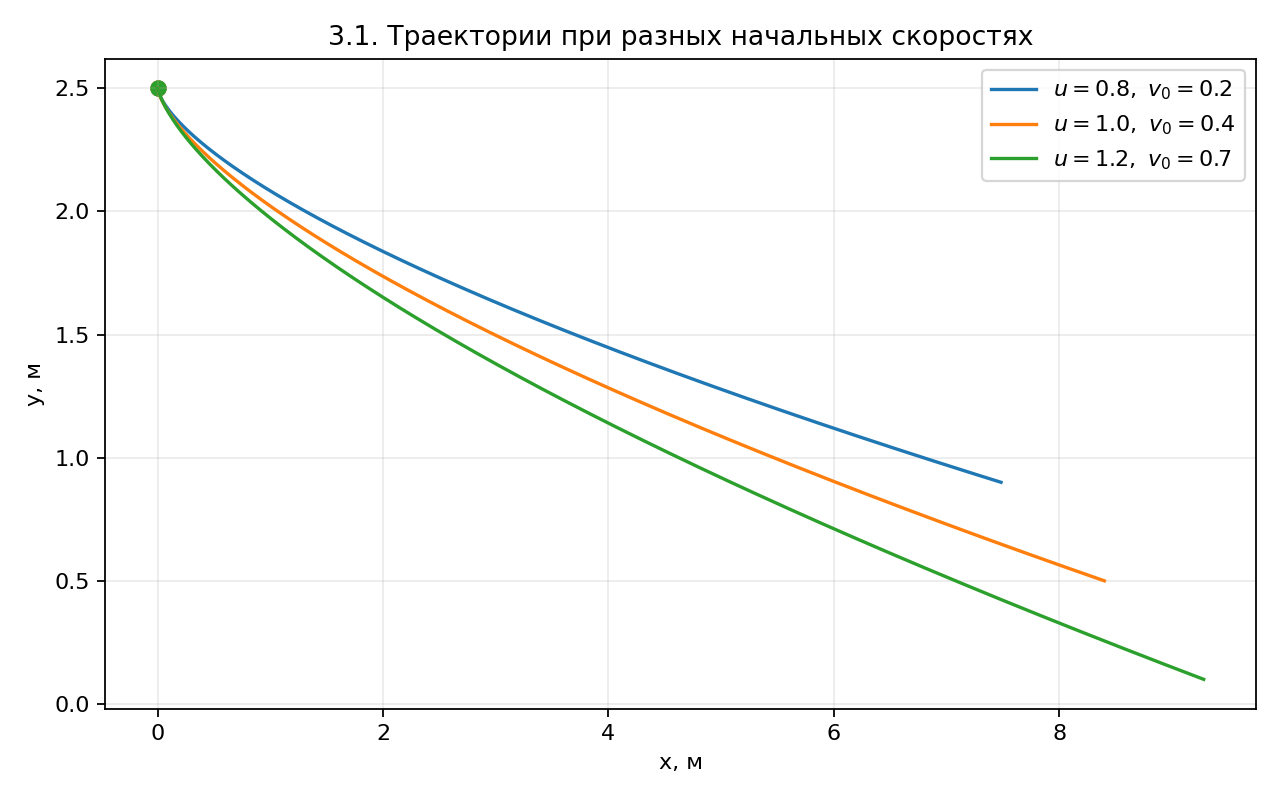 3.1. Траектории при разных начальных скоростях
u = 0.8, v₀ = 0.2
u = 1.0, v₀ = 0.4
u = 1.2, v₀ = 0.7
y, м
2.5
2.0
1.5
1.0
0.5
0.0
0 2 4 6 8
x, м